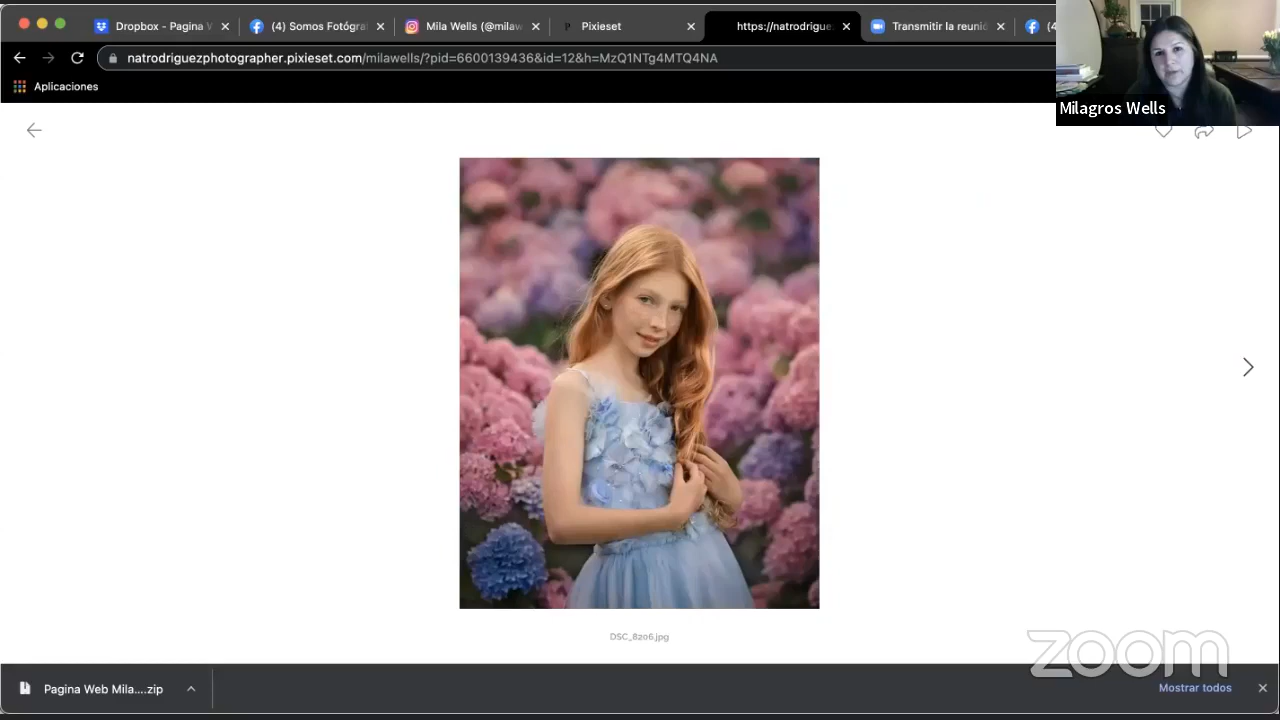 Dropbox - Pagina V
(4) Somos Fotógra
Mila Wells (@milaw
Pixieset
https://natrodrigue
Transmitir la reunió
(4
natrodriguezphotographer.pixieset.com/milawells/?pid=6600139436&id=12&h=MzQ1NTg4MTQ4NA
Aplicaciones
Milagros Wells
DSC_8206.jpg
zoom
Pagina Web Mila....zip
Mostrar todos